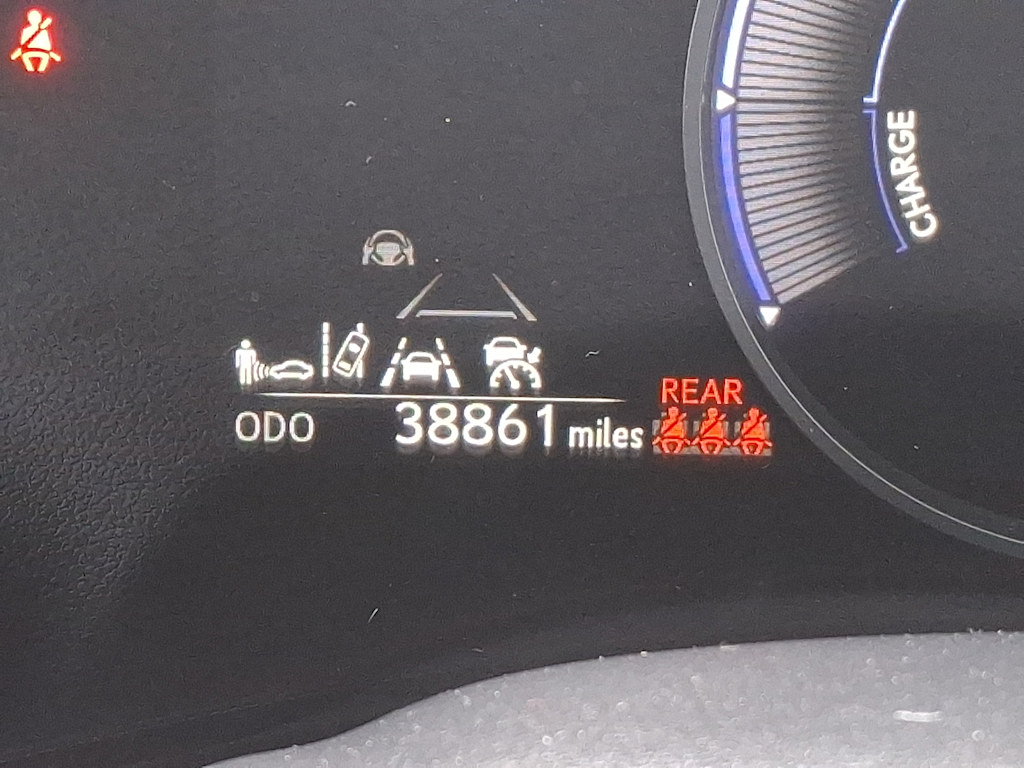 CHARGE
REAR
ODO 38861 miles